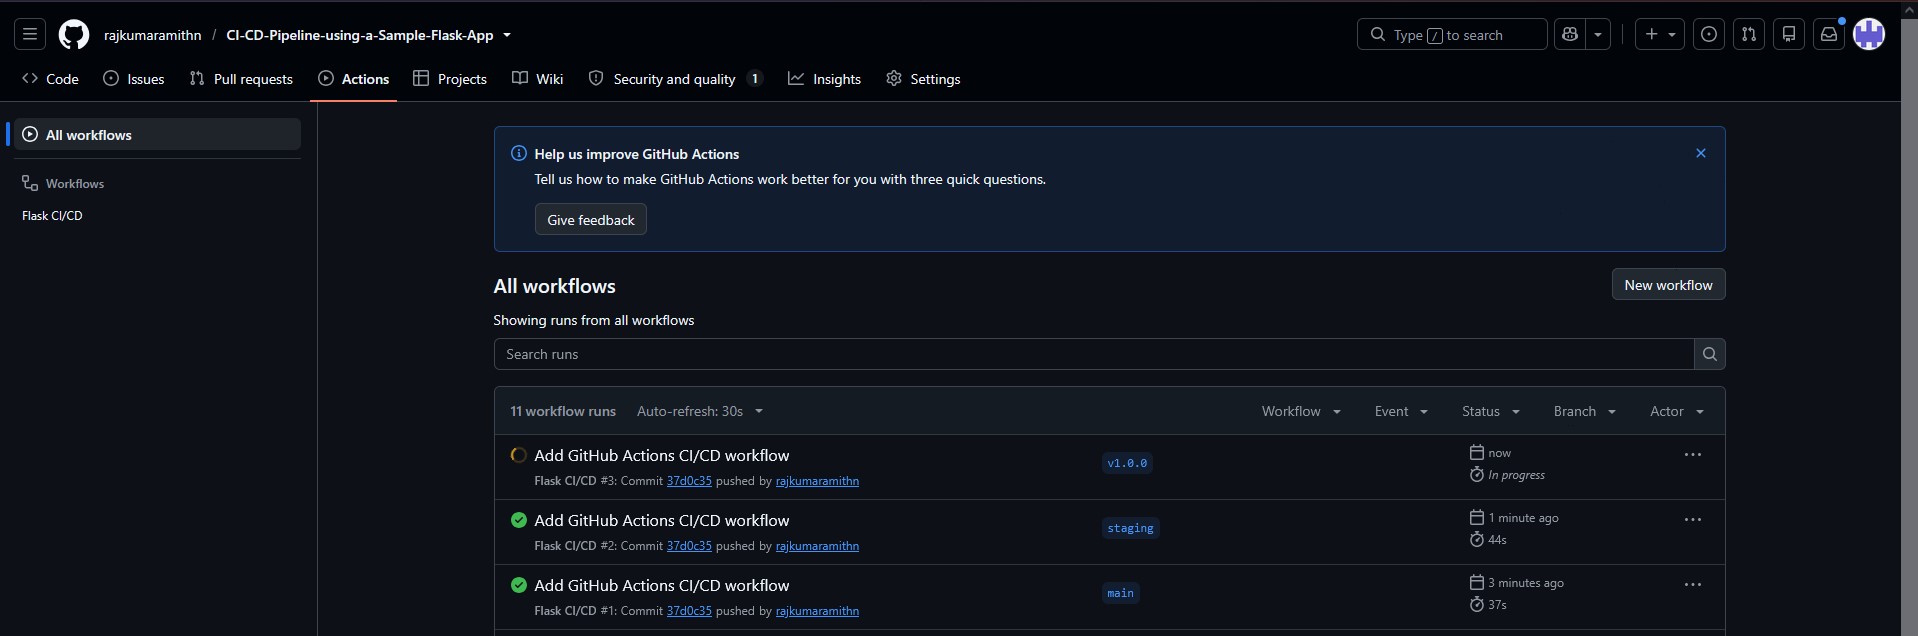 rajkumaramithn / CI-CD-Pipeline-using-a-Sample-Flask-App
Type / to search
Code Issues Pull requests Actions Projects Wiki Security and quality 1 Insights Settings
All workflows
Workflows
Flask CI/CD
Help us improve GitHub Actions
Tell us how to make GitHub Actions work better for you with three quick questions.
Give feedback
All workflows
New workflow
Showing runs from all workflows
Search runs
11 workflow runs Auto-refresh: 30s Workflow Event Status Branch Actor
Add GitHub Actions CI/CD workflow
Flask CI/CD #3: Commit 37d0c35 pushed by rajkumaramithn
v1.0.0
now
In progress
Add GitHub Actions CI/CD workflow
Flask CI/CD #2: Commit 37d0c35 pushed by rajkumaramithn
staging
1 minute ago
44s
Add GitHub Actions CI/CD workflow
Flask CI/CD #1: Commit 37d0c35 pushed by rajkumaramithn
main
3 minutes ago
37s